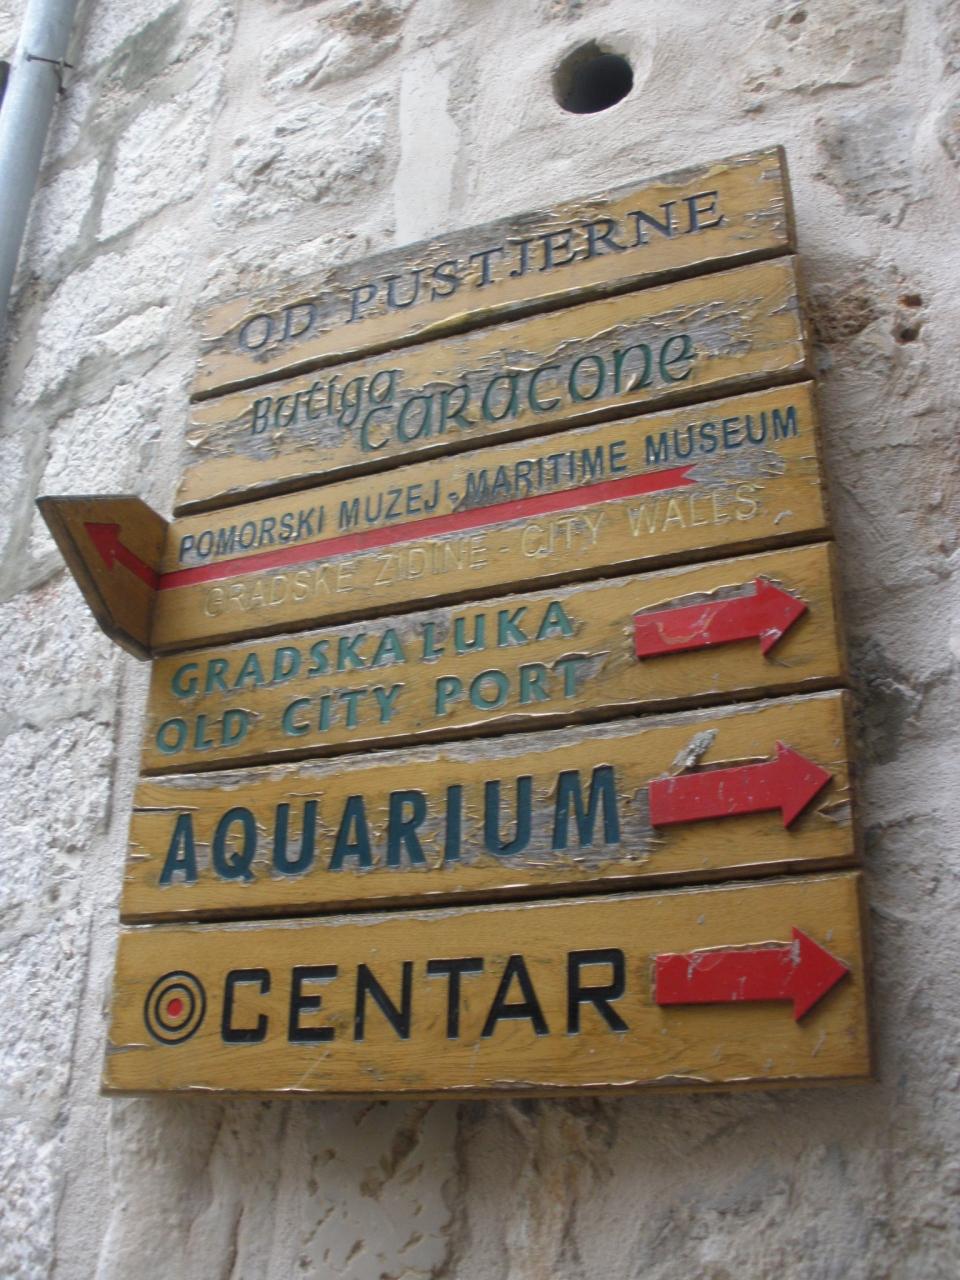 OD PUSTJERNE
Butiga
CARACONE
POMORSKI MUZEJ - MARITIME MUSEUM
GRADSKE ZIDINE - CITY WALLS
GRADSKA LUKA
OLD CITY PORT
AQUARIUM
CENTAR